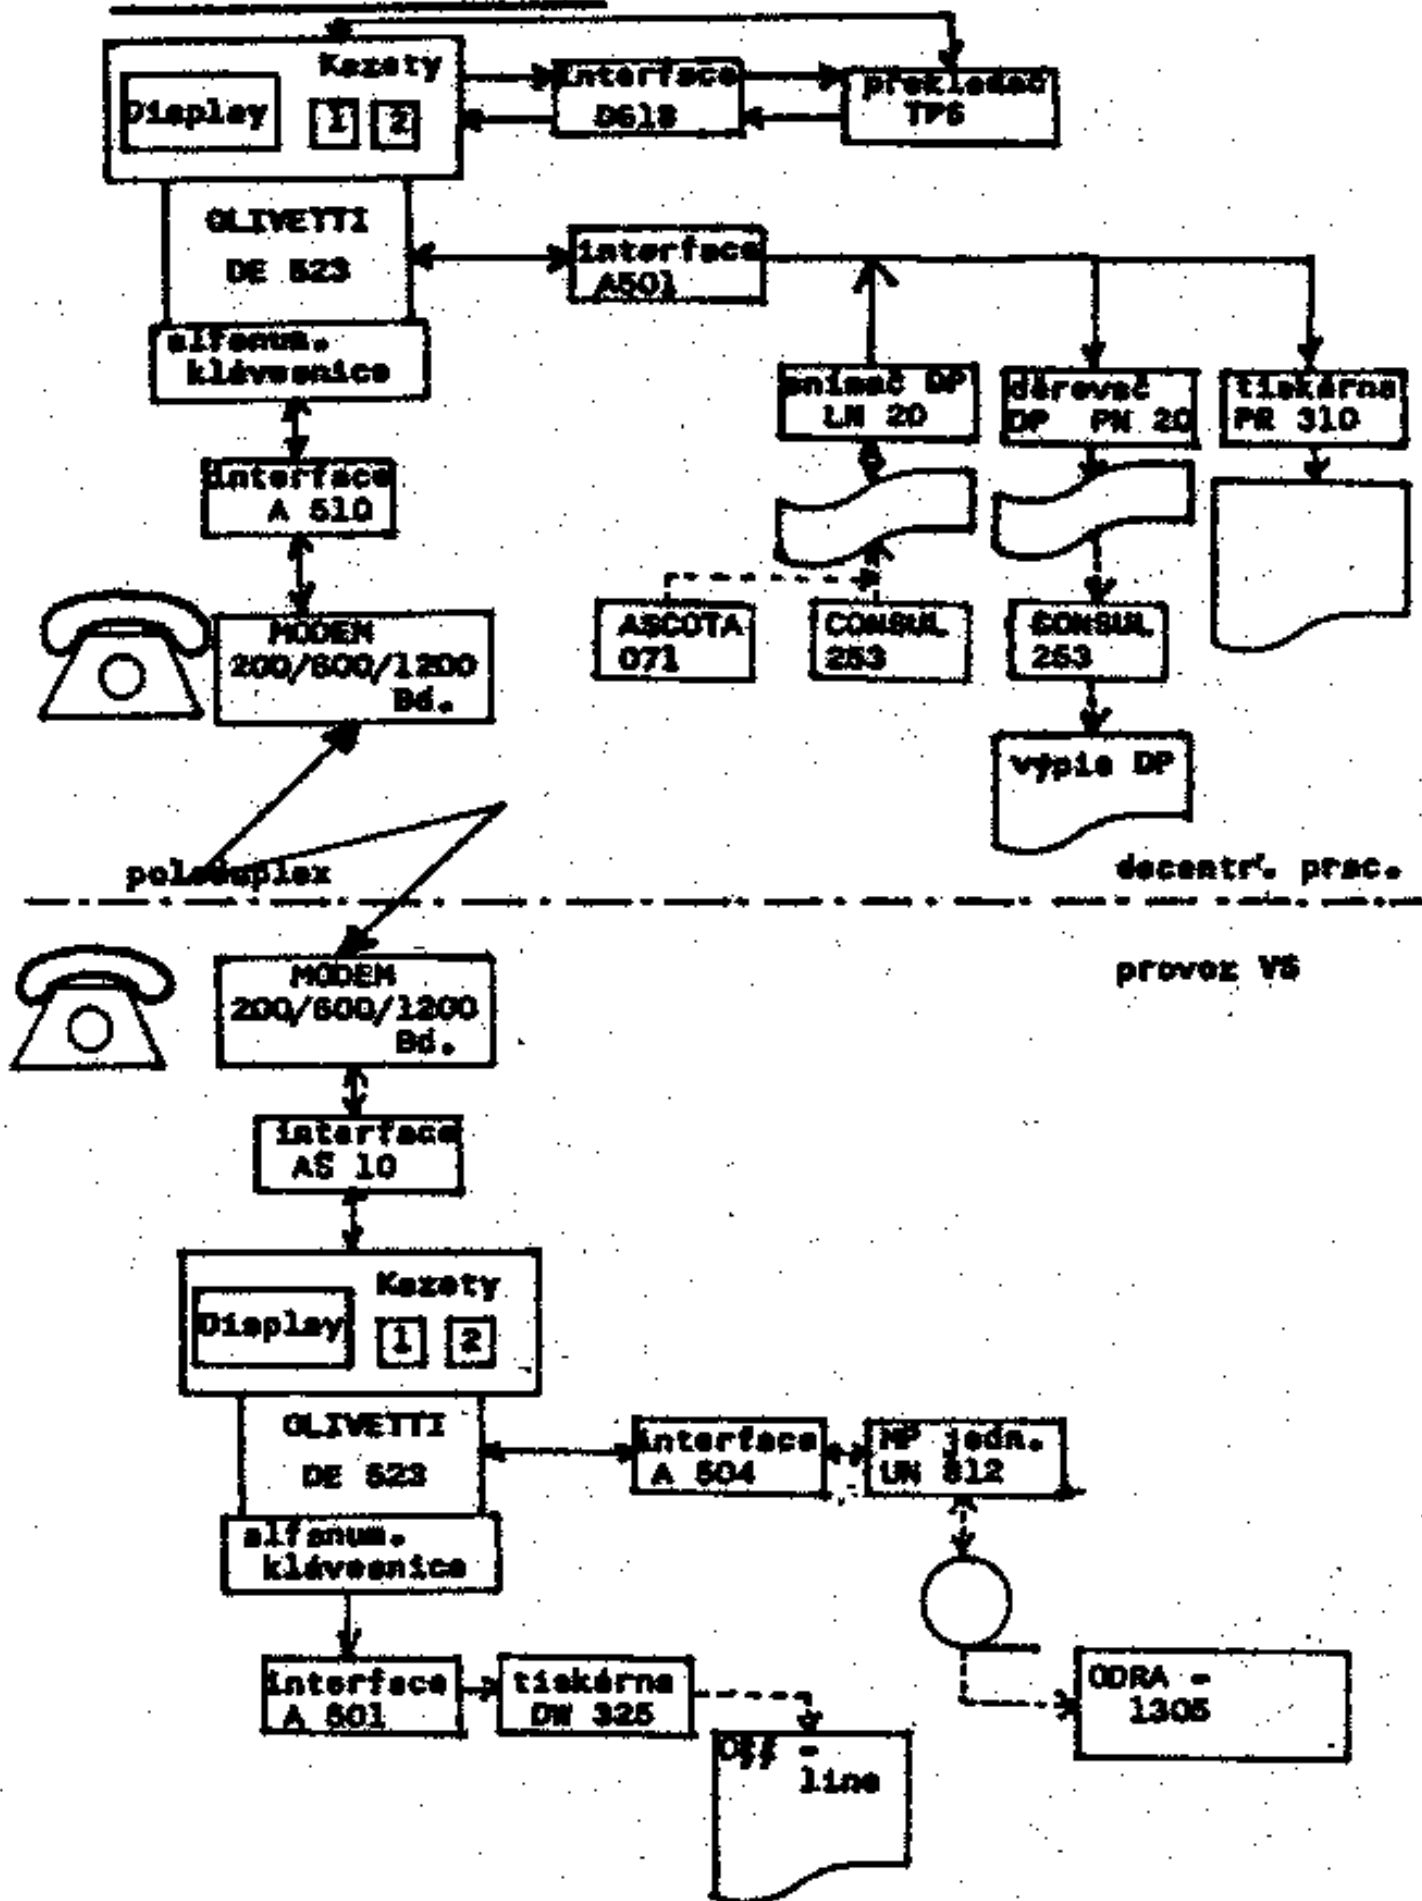 Kazety
Display
1 2
interface
D613
překladač
TPS
OLIVETTI
DE 523
interface
A501
alfanum.
klávesnice
snímač DP
LN 20
děrovač
DP PN 20
tiskárna
PR 310
interface
A 510
MODEM
200/600/1200
Bd.
ASCOTA
071
CONSUL
253
CONSUL
253
výpis DP
poloduplex
decentr. prac.
provoz VS
MODEM
200/600/1200
Bd.
interface
AS 10
Kazety
Display
1 2
OLIVETTI
DE 523
interface
A 504
MP jedn.
UN 512
alfanum.
klávesnice
interface
A 501
tiskárna
DW 325
ODRA -
1305
Off -
line